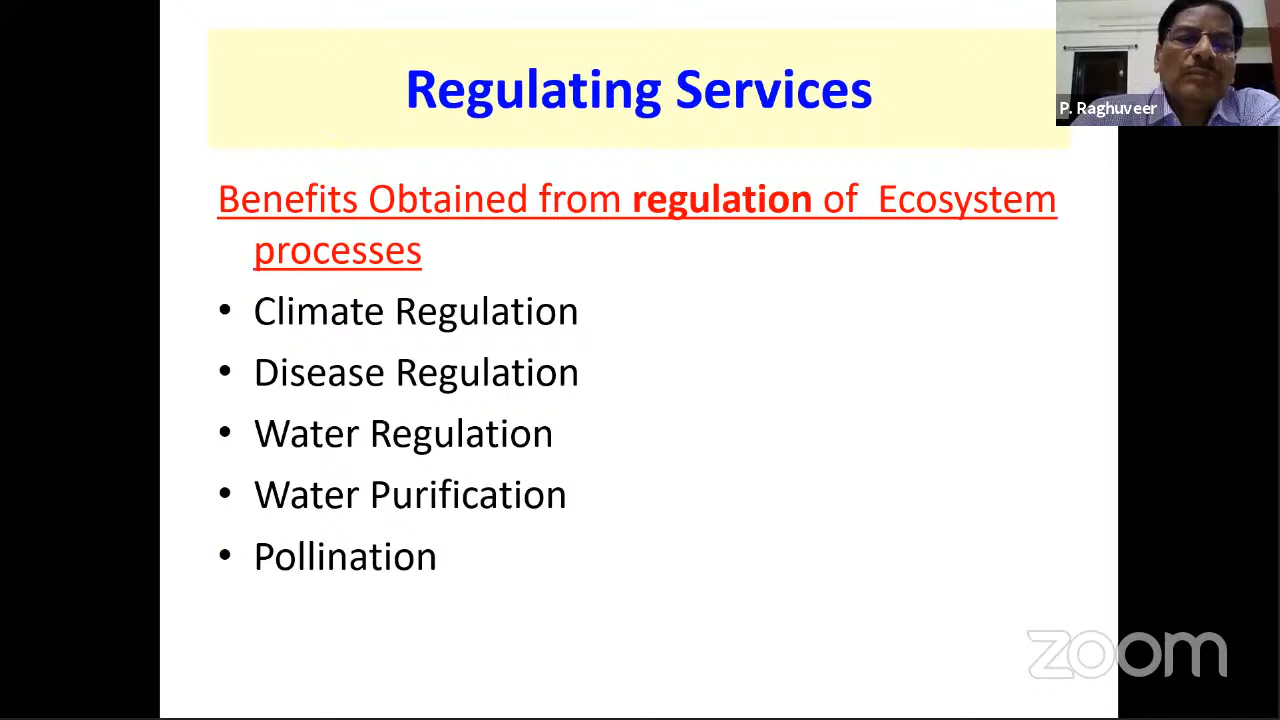 Regulating Services
P. Raghuveer
Benefits Obtained from regulation of Ecosystem
processes
• Climate Regulation
• Disease Regulation
• Water Regulation
• Water Purification
• Pollination
zoom